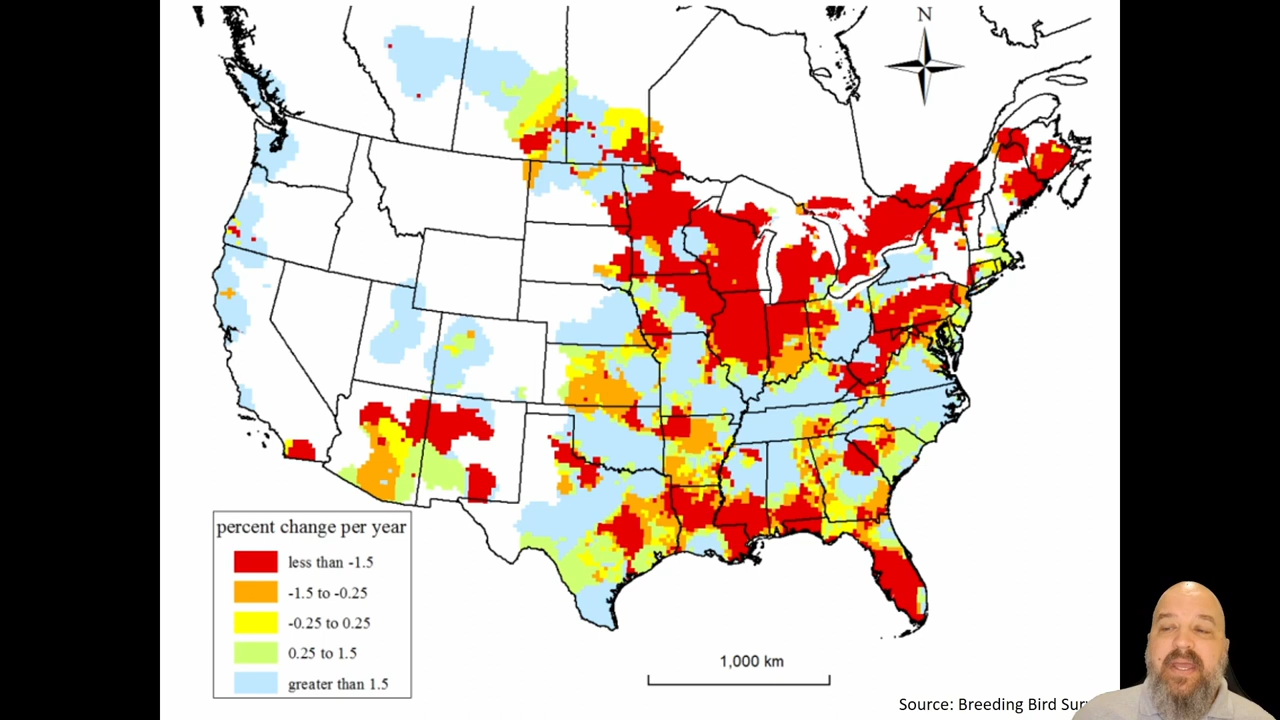 N
percent change per year
less than -1.5
-1.5 to -0.25
-0.25 to 0.25
0.25 to 1.5
greater than 1.5
1,000 km
Source: Breeding Bird